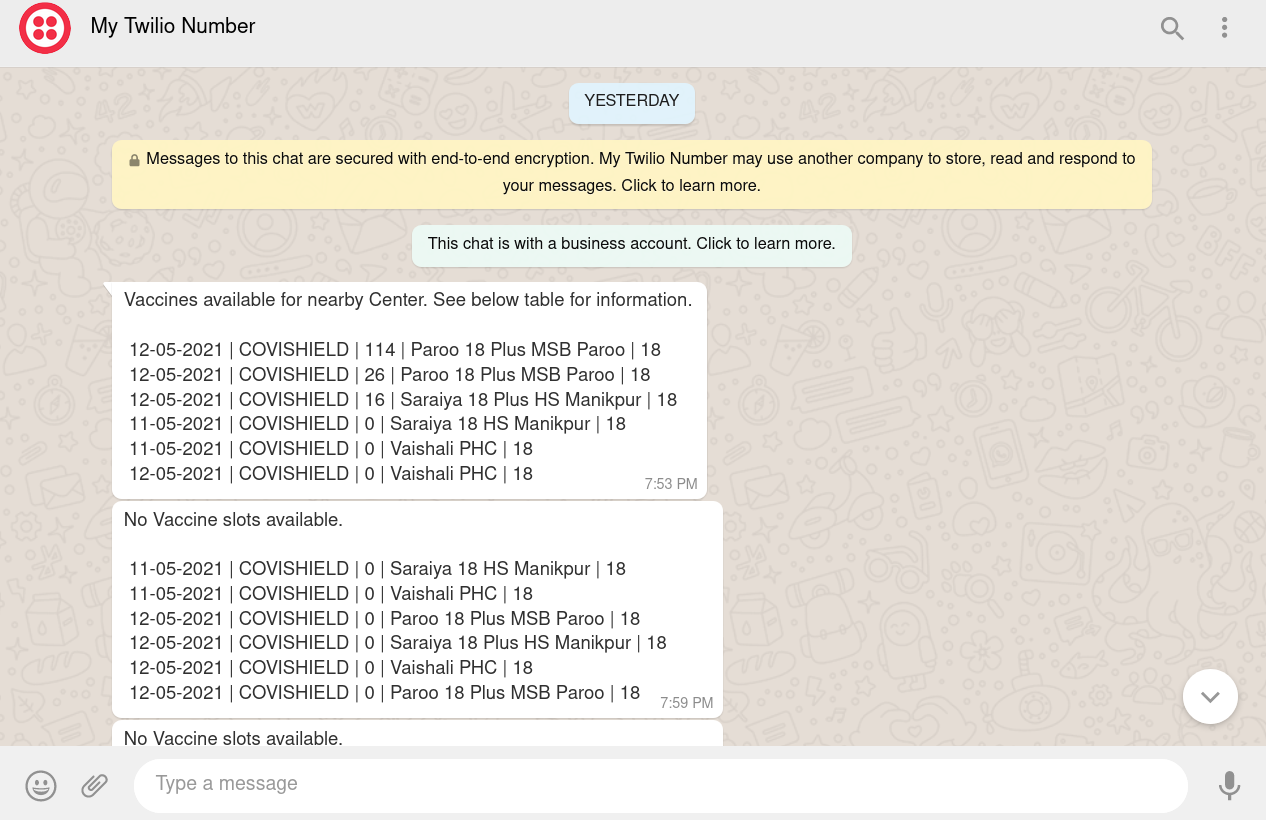 My Twilio Number
YESTERDAY
Messages to this chat are secured with end-to-end encryption. My Twilio Number may use another company to store, read and respond to
your messages. Click to learn more.
This chat is with a business account. Click to learn more.
Vaccines available for nearby Center. See below table for information.
12-05-2021 | COVISHIELD | 114 | Paroo 18 Plus MSB Paroo | 18
12-05-2021 | COVISHIELD | 26 | Paroo 18 Plus MSB Paroo | 18
12-05-2021 | COVISHIELD | 16 | Saraiya 18 Plus HS Manikpur | 18
11-05-2021 | COVISHIELD | 0 | Saraiya 18 HS Manikpur | 18
11-05-2021 | COVISHIELD | 0 | Vaishali PHC | 18
12-05-2021 | COVISHIELD | 0 | Vaishali PHC | 18
7:53 PM
No Vaccine slots available.
11-05-2021 | COVISHIELD | 0 | Saraiya 18 HS Manikpur | 18
11-05-2021 | COVISHIELD | 0 | Vaishali PHC | 18
12-05-2021 | COVISHIELD | 0 | Paroo 18 Plus MSB Paroo | 18
12-05-2021 | COVISHIELD | 0 | Saraiya 18 Plus HS Manikpur | 18
12-05-2021 | COVISHIELD | 0 | Vaishali PHC | 18
12-05-2021 | COVISHIELD | 0 | Paroo 18 Plus MSB Paroo | 18
7:59 PM
No Vaccine slots available.
Type a message